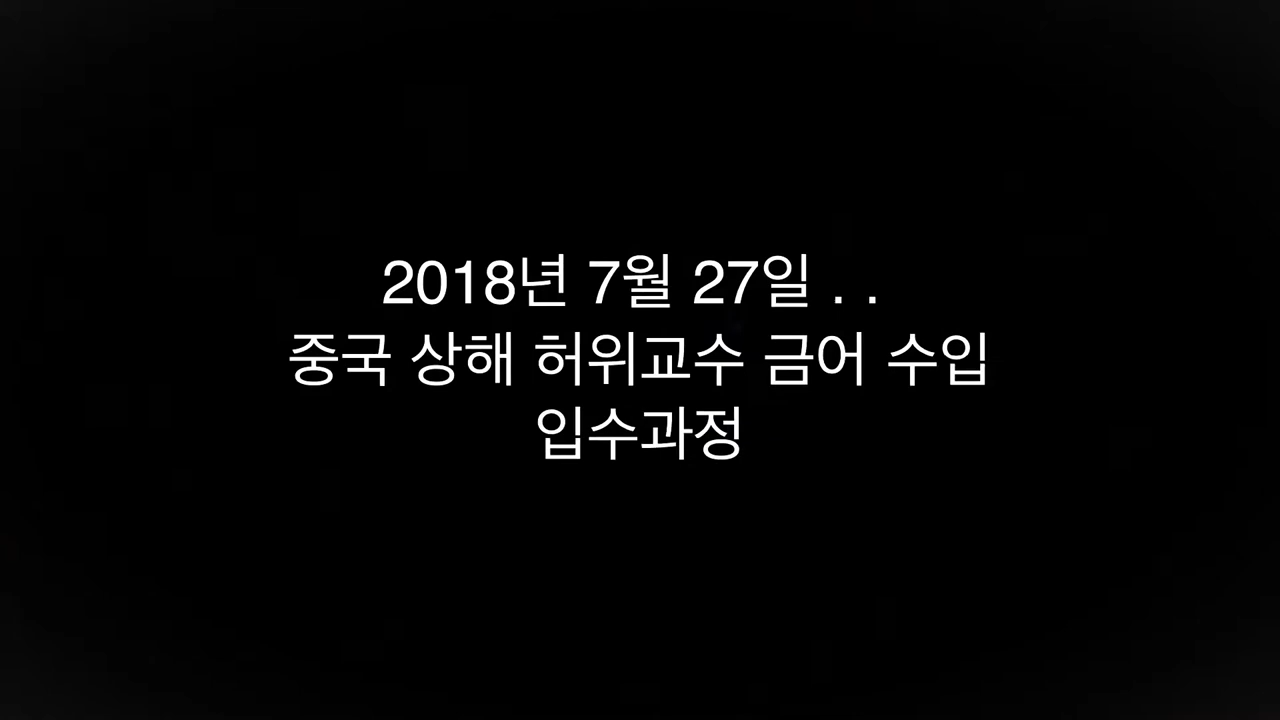 2018년 7월 27일 . .
중국 상해 허위교수 금어 수입
입수과정